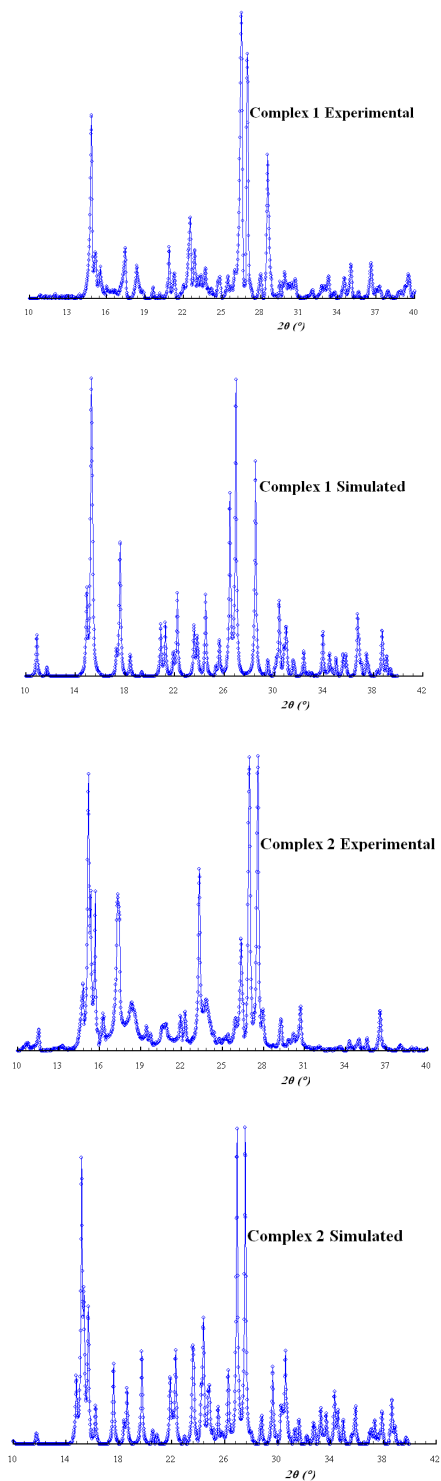 Complex 1 Experimental
10 13 16 19 22 25 28 31 34 37 40
2θ (°)
Complex 1 Simulated
10 14 18 22 26 30 34 38 42
2θ (°)
Complex 2 Experimental
10 13 16 19 22 25 28 31 34 37 40
2θ (°)
Complex 2 Simulated
10 14 18 22 26 30 34 38 42
2θ (°)